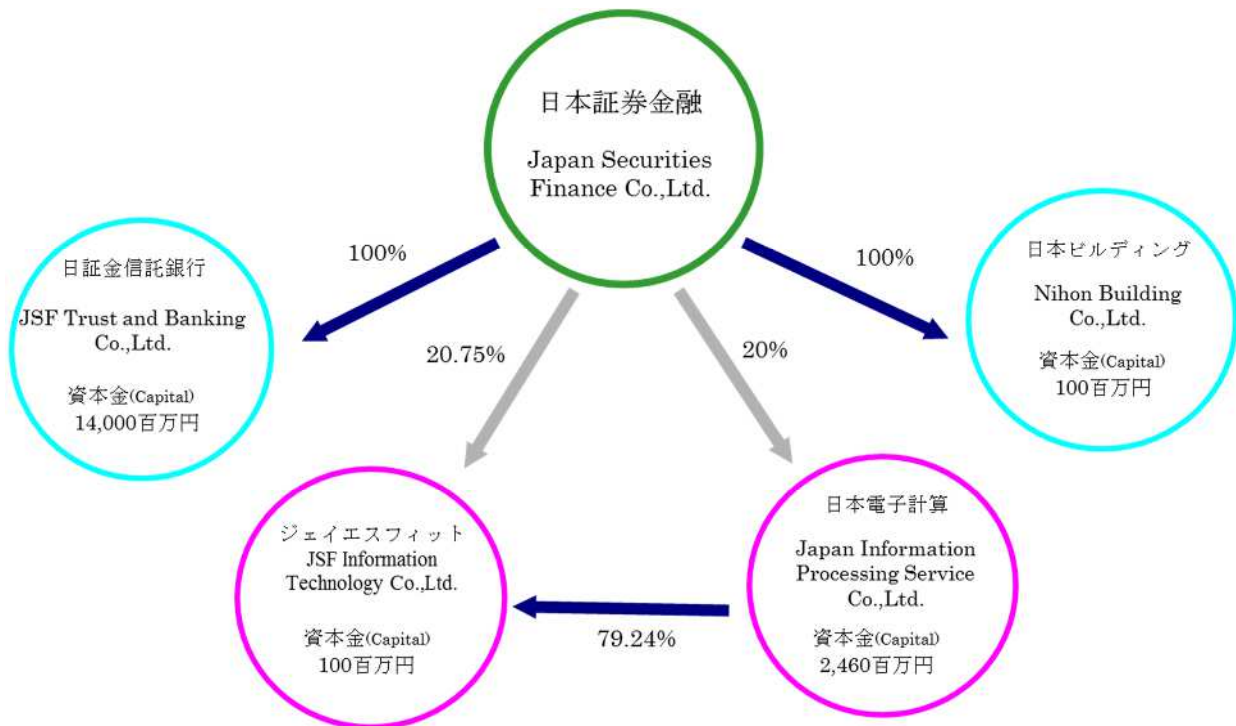 日本証券金融
Japan Securities
Finance Co.,Ltd.
100%
100%
20.75%
20%
日証金信託銀行
JSF Trust and Banking
Co.,Ltd.
資本金(Capital)
14,000百万円
日本ビルディング
Nihon Building
Co.,Ltd.
資本金(Capital)
100百万円
ジェイエスフィット
JSF Information
Technology Co.,Ltd.
資本金(Capital)
100百万円
79.24%
日本電子計算
Japan Information
Processing Service
Co.,Ltd.
資本金(Capital)
2,460百万円